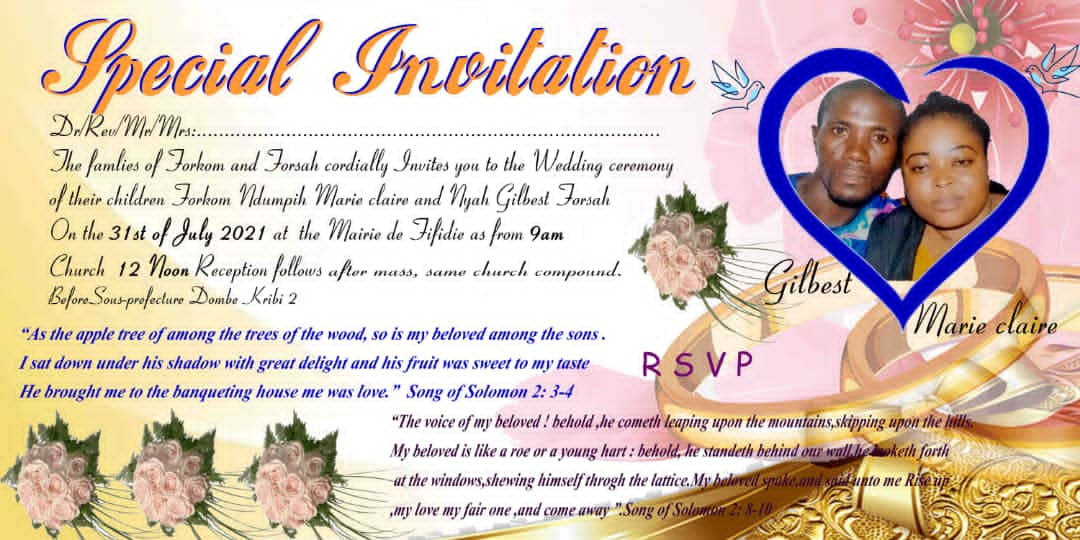 Special Invitation
Dr/Rev/Mr/Mrs:.......................................................................................................
The famlies of Forkom and Forsah cordially Invites you to the Wedding ceremony
of their children Forkom Ndumpih Marie claire and Nyah Gilbest Forsah
On the 31st of July 2021 at the Mairie de Fifidie as from 9am
Church 12 Noon Reception follows after mass, same church compound.
Before Sous-prefecture Dombe Kribi 2
Gilbest
Marie claire
“As the apple tree of among the trees of the wood, so is my beloved among the sons .
I sat down under his shadow with great delight and his fruit was sweet to my taste
He brought me to the banqueting house me was love.” Song of Solomon 2: 3-4
RSVP
“The voice of my beloved ! behold ,he cometh leaping upon the mountains,skipping upon the hills.
My beloved is like a roe or a young hart : behold, he standeth behind our wall,he looketh forth
at the windows,shewing himself throgh the lattice.My beloved spake,and said unto me Rise up
,my love my fair one ,and come away ”.Song of Solomon 2: 8-10